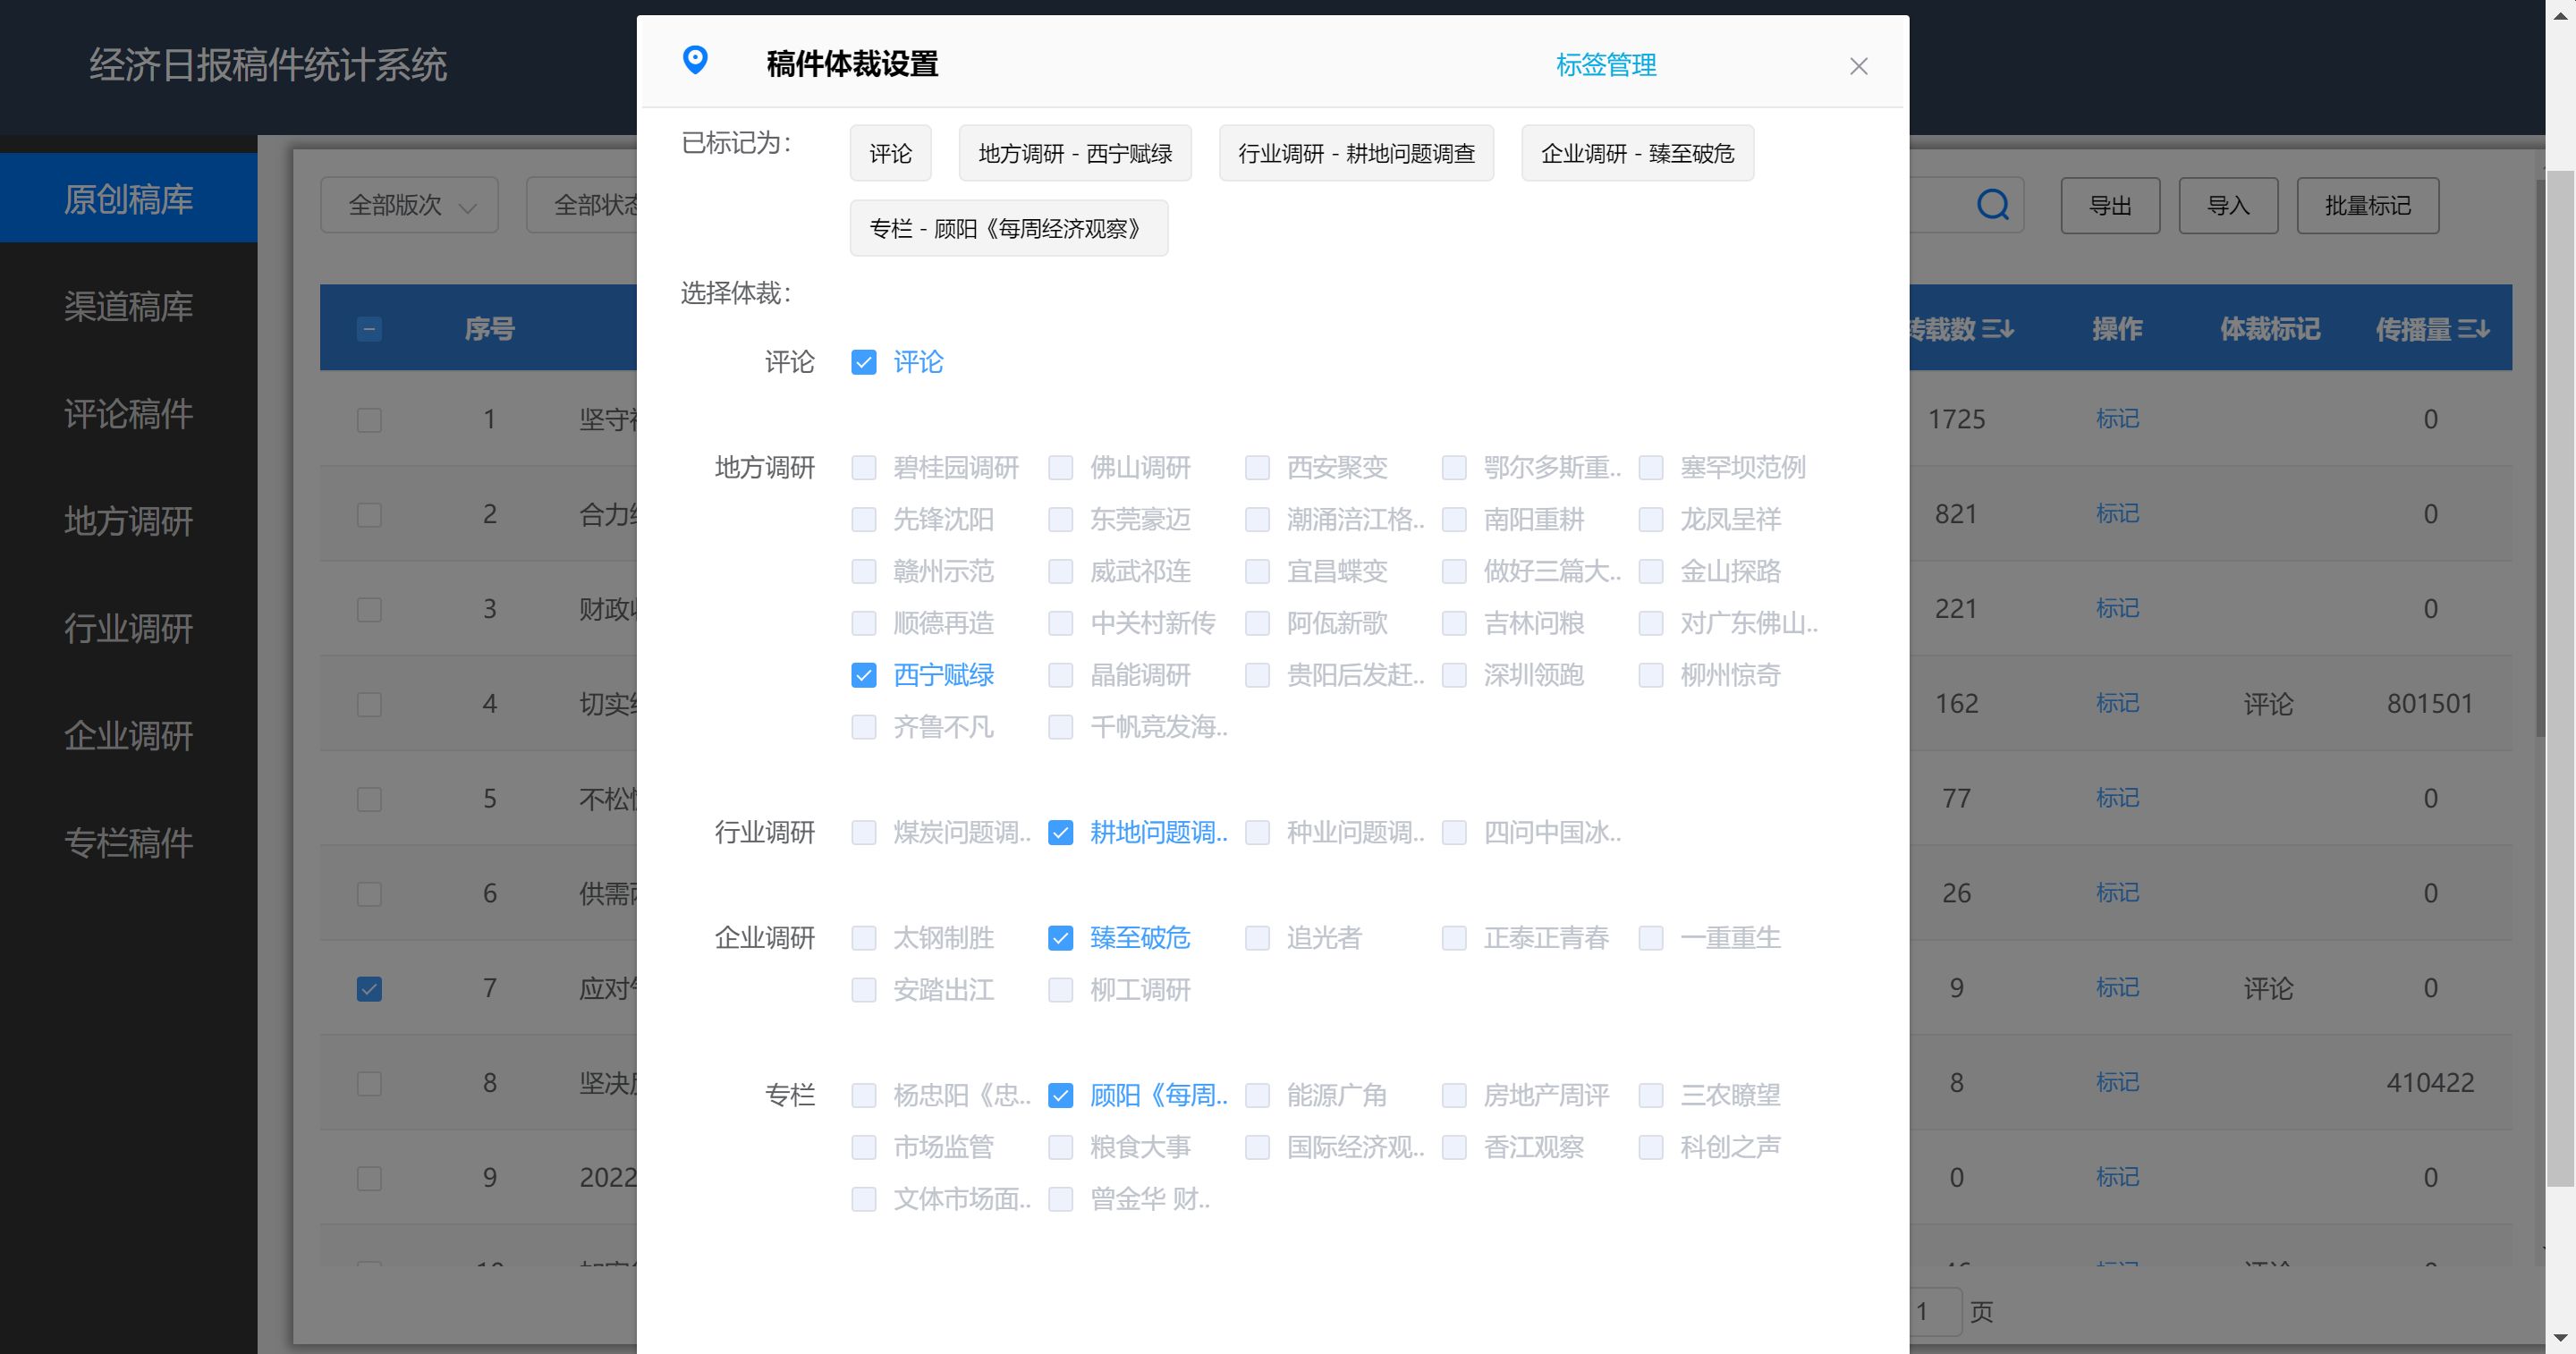 经济日报稿件统计系统
原创稿库
渠道稿库
评论稿件
地方调研
行业调研
企业调研
专栏稿件
全部版次
全部状态
导出
导入
批量标记
序号
转载数
操作
体裁标记
传播量
1 坚守 1725 标记 0
2 合力 821 标记 0
3 财政 221 标记 0
4 切实 162 标记 评论 801501
5 不松 77 标记 0
6 供需 26 标记 0
7 应对 9 标记 评论 0
8 坚决 8 标记 410422
9 2022 0 标记 0
1 页
稿件体裁设置
标签管理
已标记为：
评论
地方调研 - 西宁赋绿
行业调研 - 耕地问题调查
企业调研 - 臻至破危
专栏 - 顾阳《每周经济观察》
选择体裁：
评论 评论
地方调研 碧桂园调研 佛山调研 西安聚变 鄂尔多斯重.. 塞罕坝范例
先锋沈阳 东莞豪迈 潮涌涪江格.. 南阳重耕 龙凤呈祥
赣州示范 威武祁连 宜昌蝶变 做好三篇大.. 金山探路
顺德再造 中关村新传 阿佤新歌 吉林问粮 对广东佛山..
西宁赋绿 晶能调研 贵阳后发赶.. 深圳领跑 柳州惊奇
齐鲁不凡 千帆竞发海..
行业调研 煤炭问题调.. 耕地问题调.. 种业问题调.. 四问中国冰..
企业调研 太钢制胜 臻至破危 追光者 正泰正青春 一重重生
安踏出江 柳工调研
专栏 杨忠阳《忠.. 顾阳《每周.. 能源广角 房地产周评 三农瞭望
市场监管 粮食大事 国际经济观.. 香江观察 科创之声
文体市场面.. 曾金华 财..